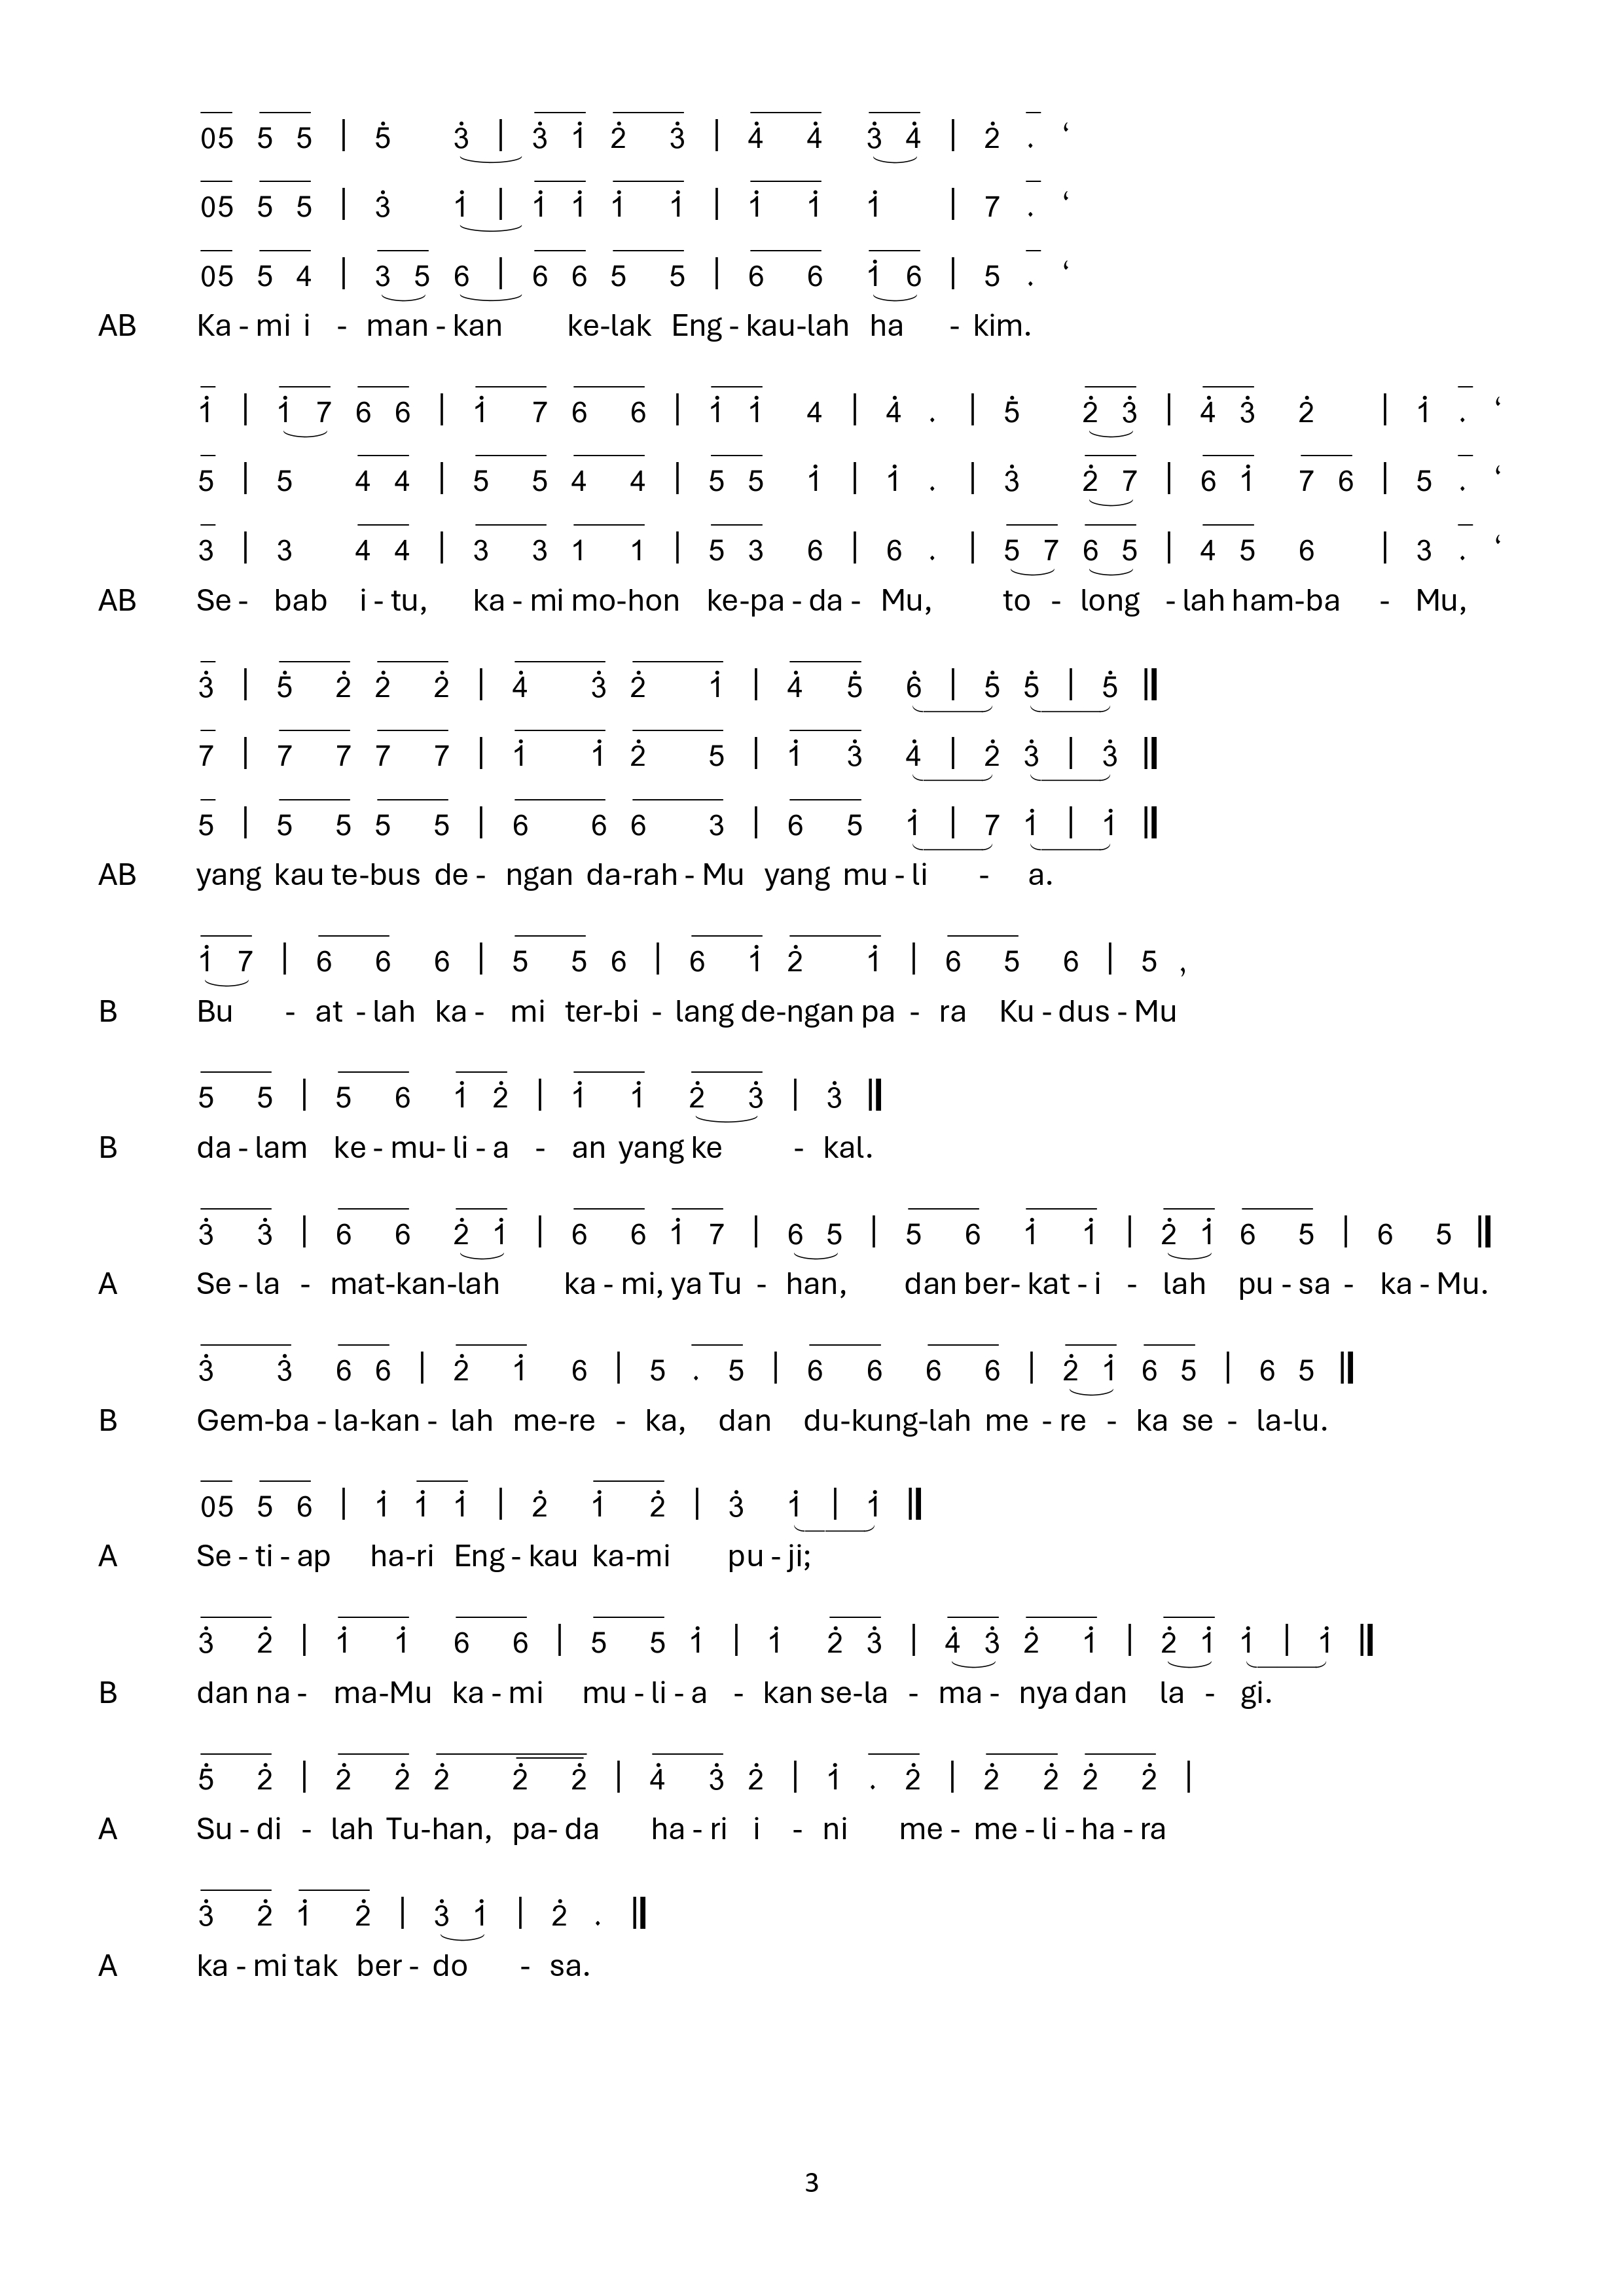 05 5 5 | 5̇ 3̇ | 3̇ 1̇ 2̇ 3̇ | 4̇ 4̇ 3̇ 4̇ | 2̇ . ‘
05 5 5 | 3̇ 1̇ | 1̇ 1̇ 1̇ 1̇ | 1̇ 1̇ 1̇ | 7 . ‘
05 5 4 | 3 5 6 | 6 6 5 5 | 6 6 1̇ 6 | 5 . ‘
AB Ka - mi i - man - kan ke-lak Eng - kau-lah ha - kim.
1̇ | 1̇ 7 6 6 | 1̇ 7 6 6 | 1̇ 1̇ 4 | 4̇ . | 5̇ 2̇ 3̇ | 4̇ 3̇ 2̇ | 1̇ . ‘
5 | 5 4 4 | 5 5 4 4 | 5 5 1̇ | 1̇ . | 3̇ 2̇ 7 | 6 1̇ 7 6 | 5 . ‘
3 | 3 4 4 | 3 3 1 1 | 5 3 6 | 6 . | 5 7 6 5 | 4 5 6 | 3 . ‘
AB Se - bab i - tu, ka - mi mo-hon ke-pa - da - Mu, to - long - lah ham-ba - Mu,
3̇ | 5̇ 2̇ 2̇ 2̇ | 4̇ 3̇ 2̇ 1̇ | 4̇ 5̇ 6̇ | 5̇ 5̇ | 5̇ ‖
7 | 7 7 7 7 | 1̇ 1̇ 2̇ 5 | 1̇ 3̇ 4̇ | 2̇ 3̇ | 3̇ ‖
5 | 5 5 5 5 | 6 6 6 3 | 6 5 1̇ | 7 1̇ | 1̇ ‖
AB yang kau te-bus de - ngan da-rah - Mu yang mu - li - a.
1̇ 7 | 6 6 6 | 5 5 6 | 6 1̇ 2̇ 1̇ | 6 5 6 | 5 ,
B Bu - at - lah ka - mi ter-bi - lang de-ngan pa - ra Ku - dus - Mu
5 5 | 5 6 1̇ 2̇ | 1̇ 1̇ 2̇ 3̇ | 3̇ ‖
B da - lam ke - mu- li - a - an yang ke - kal.
3̇ 3̇ | 6 6 2̇ 1̇ | 6 6 1̇ 7 | 6 5 | 5 6 1̇ 1̇ | 2̇ 1̇ 6 5 | 6 5 ‖
A Se - la - mat-kan-lah ka - mi, ya Tu - han, dan ber- kat - i - lah pu - sa - ka - Mu.
3̇ 3̇ 6 6 | 2̇ 1̇ 6 | 5 . 5 | 6 6 6 6 | 2̇ 1̇ 6 5 | 6 5 ‖
B Gem-ba - la-kan - lah me-re - ka, dan du-kung-lah me - re - ka se - la-lu.
05 5 6 | 1̇ 1̇ 1̇ | 2̇ 1̇ 2̇ | 3̇ 1̇ | 1̇ ‖
A Se - ti - ap ha-ri Eng - kau ka-mi pu - ji;
3̇ 2̇ | 1̇ 1̇ 6 6 | 5 5 1̇ | 1̇ 2̇ 3̇ | 4̇ 3̇ 2̇ 1̇ | 2̇ 1̇ 1̇ | 1̇ ‖
B dan na - ma-Mu ka - mi mu - li - a - kan se-la - ma - nya dan la - gi.
5̇ 2̇ | 2̇ 2̇ 2̇ 2̇ 2̇ | 4̇ 3̇ 2̇ | 1̇ . 2̇ | 2̇ 2̇ 2̇ 2̇ |
A Su - di - lah Tu-han, pa- da ha - ri i - ni me - me - li - ha - ra
3̇ 2̇ 1̇ 2̇ | 3̇ 1̇ | 2̇ . ‖
A ka - mi tak ber - do - sa.
3